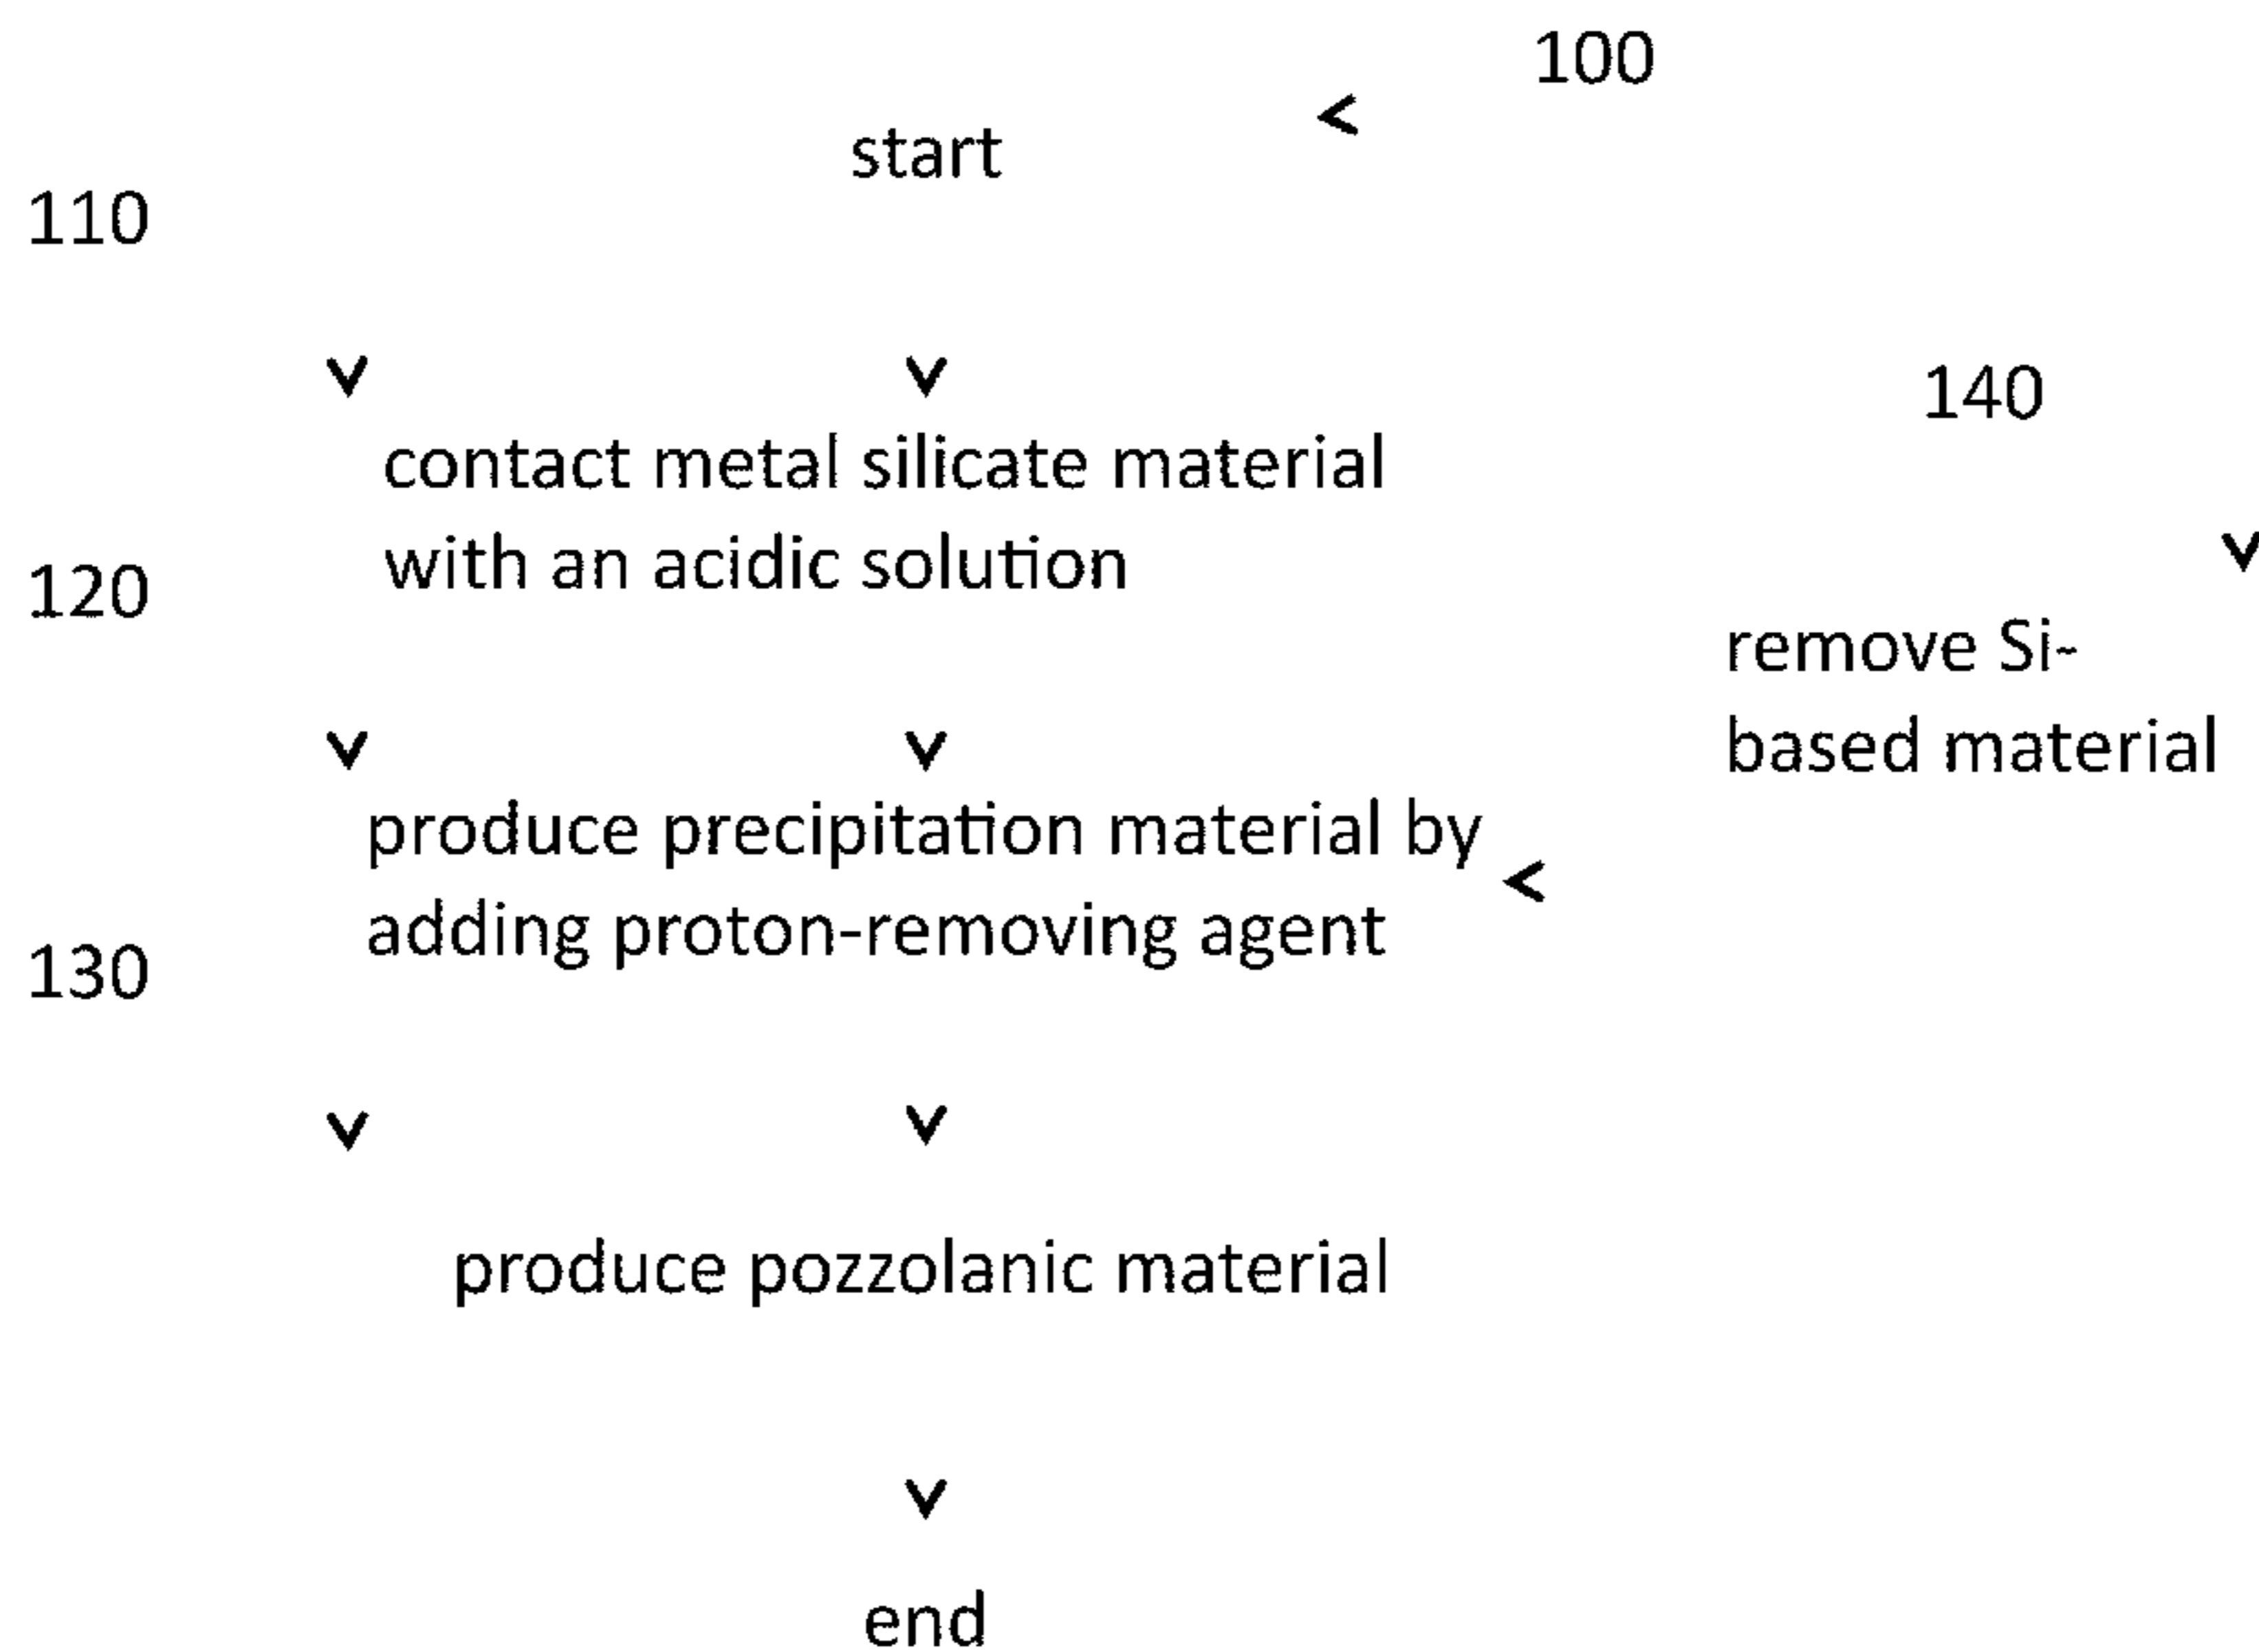 100
start
110
140
contact metal silicate material
with an acidic solution
120
remove Si-
based material
produce precipitation material by
adding proton-removing agent
130
produce pozzolanic material
end